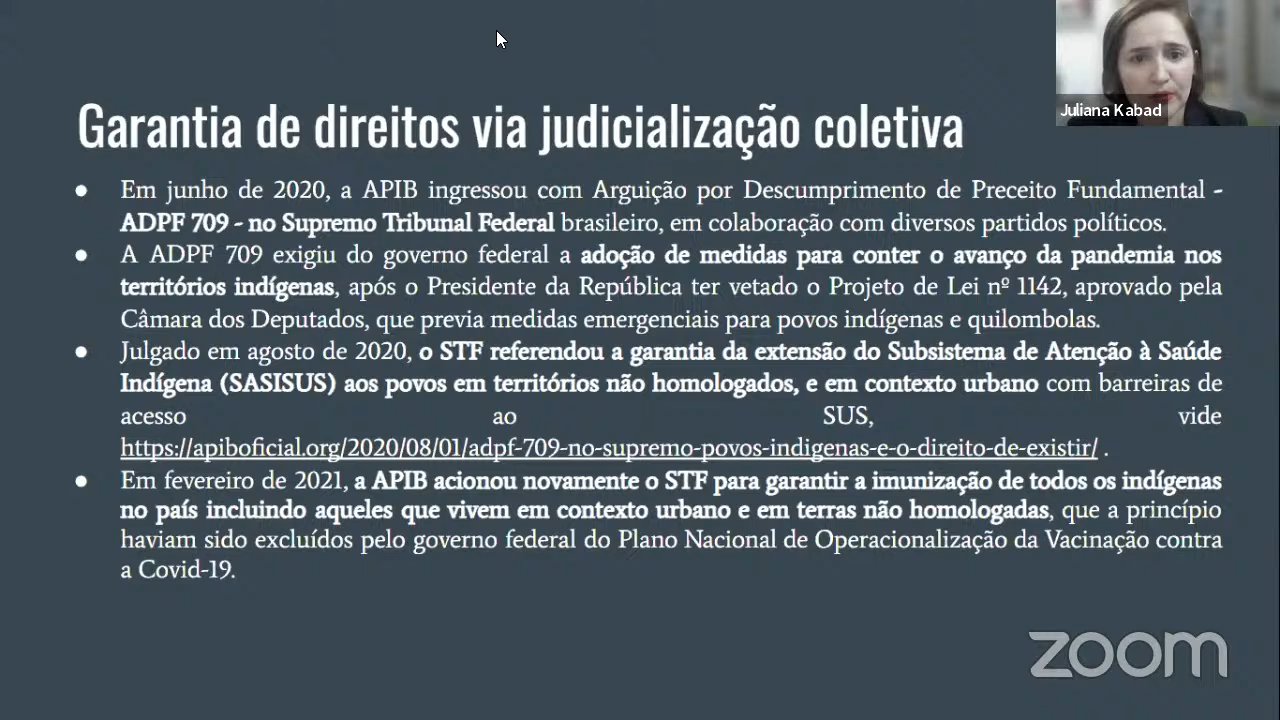 Juliana Kabad
Garantia de direitos via judicialização coletiva
● Em junho de 2020, a APIB ingressou com Arguição por Descumprimento de Preceito Fundamental -
ADPF 709 - no Supremo Tribunal Federal brasileiro, em colaboração com diversos partidos políticos.
● A ADPF 709 exigiu do governo federal a adoção de medidas para conter o avanço da pandemia nos
territórios indígenas, após o Presidente da República ter vetado o Projeto de Lei nº 1142, aprovado pela
Câmara dos Deputados, que previa medidas emergenciais para povos indígenas e quilombolas.
● Julgado em agosto de 2020, o STF referendou a garantia da extensão do Subsistema de Atenção à Saúde
Indígena (SASISUS) aos povos em territórios não homologados, e em contexto urbano com barreiras de
acesso ao SUS, vide
https://apiboficial.org/2020/08/01/adpf-709-no-supremo-povos-indigenas-e-o-direito-de-existir/ .
● Em fevereiro de 2021, a APIB acionou novamente o STF para garantir a imunização de todos os indígenas
no país incluindo aqueles que vivem em contexto urbano e em terras não homologadas, que a princípio
haviam sido excluídos pelo governo federal do Plano Nacional de Operacionalização da Vacinação contra
a Covid-19.
zoom